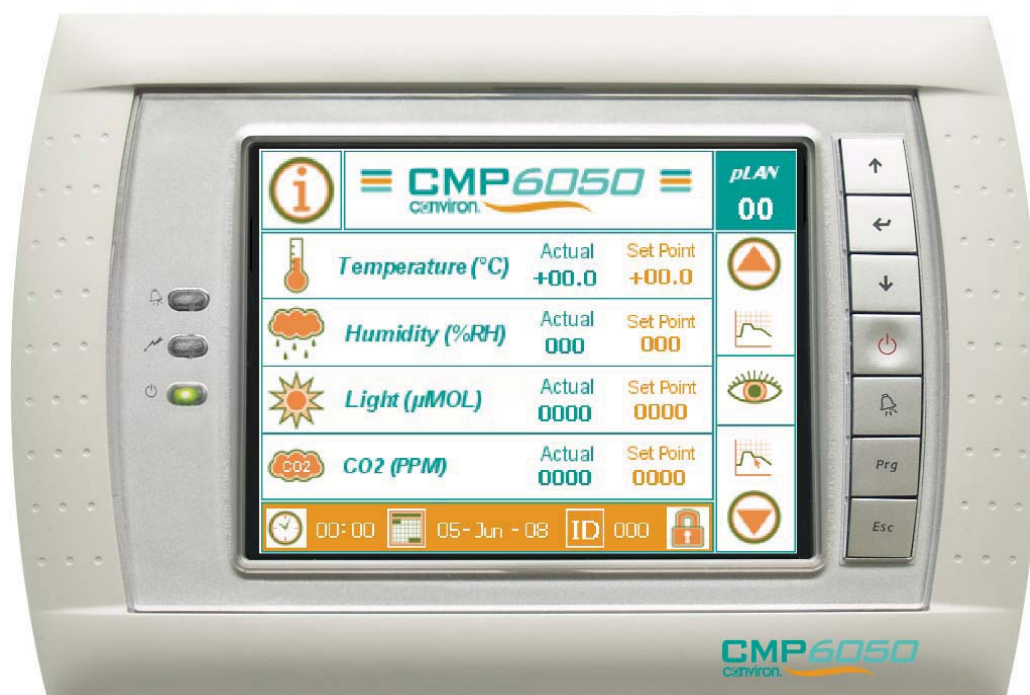 CMP6050
conviron.
pLAN
00
Temperature (°C)
Actual
+00.0
Set Point
+00.0
Humidity (%RH)
Actual
000
Set Point
000
Light (µMOL)
Actual
0000
Set Point
0000
CO2
CO2 (PPM)
Actual
0000
Set Point
0000
00:00
05-Jun-08
ID
000
Prg
Esc
CMP6050
conviron.